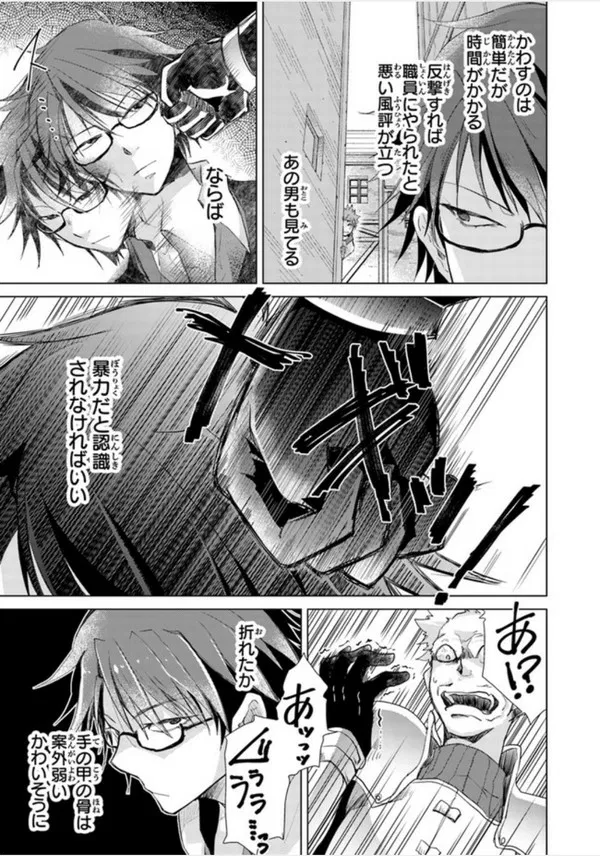 かわすのは
簡単だが
時間がかかる
反撃すれば
職員にやられたと
悪い風評が立つ
あの男も見てる
ならば
暴力だと認識
されなければいい
あ!?
あッつッ
ぐうぅ…っ
折れたか
手の甲の骨は
案外弱い
かわいそうに